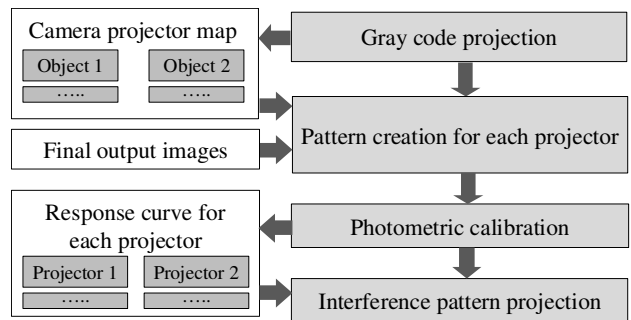 Camera projector map
Object 1
Object 2
…..
…..
Final output images
Response curve for
each projector
Projector 1
Projector 2
…..
…..
Gray code projection
Pattern creation for each projector
Photometric calibration
Interference pattern projection